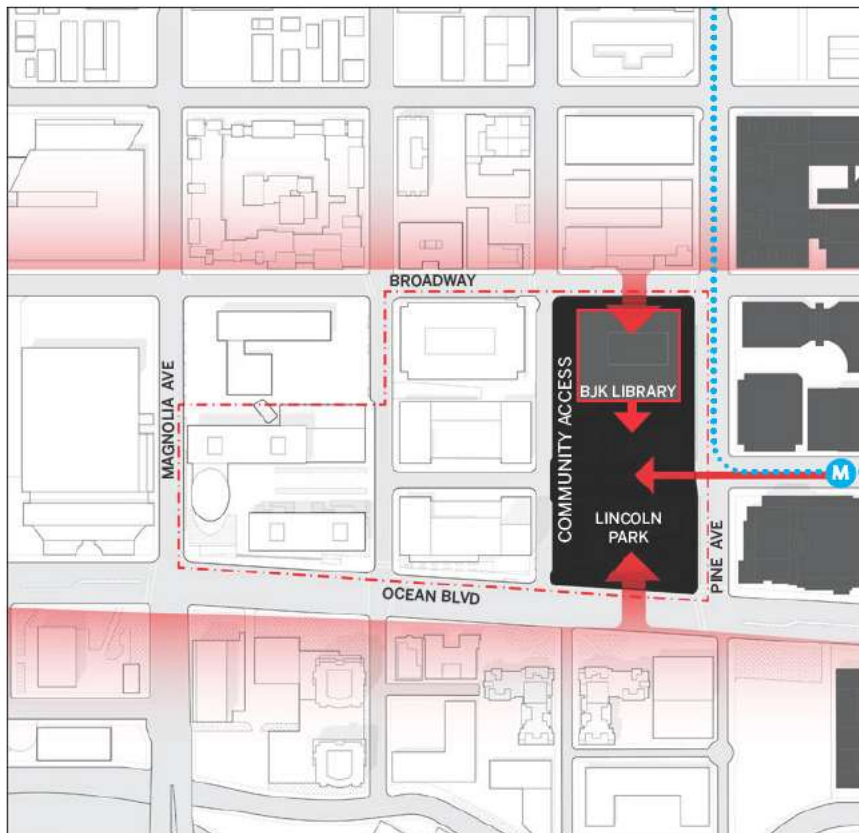 BROADWAY
MAGNOLIA AVE
COMMUNITY ACCESS
BJK LIBRARY
M
LINCOLN
PARK
PINE AVE
OCEAN BLVD